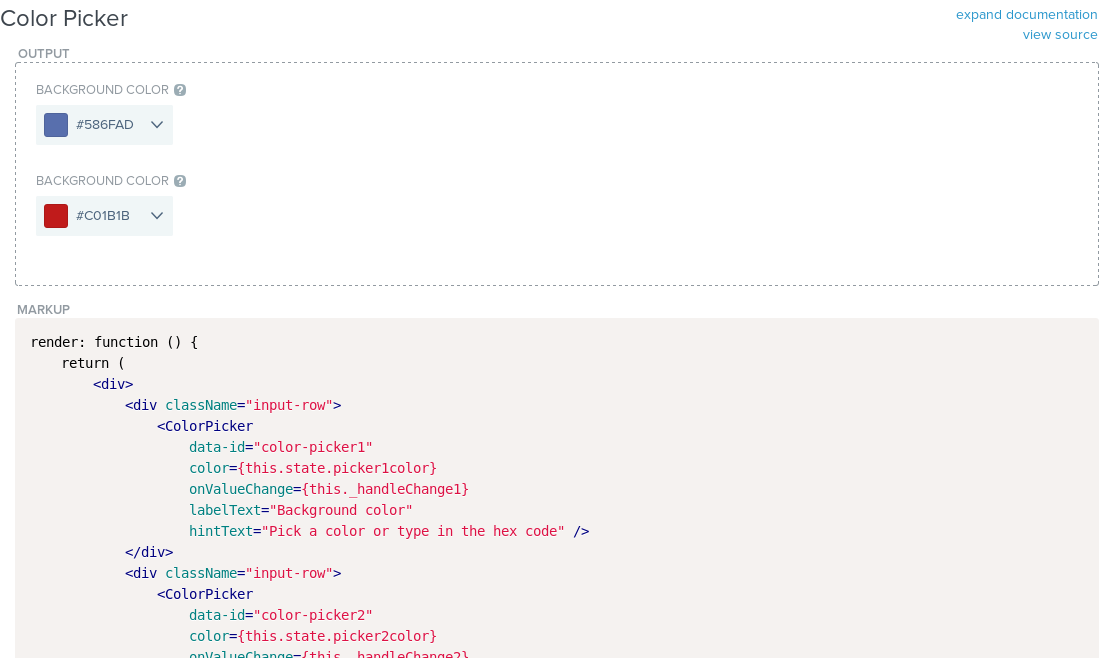 Color Picker
expand documentation
view source
OUTPUT
BACKGROUND COLOR ?
#586FAD
BACKGROUND COLOR ?
#C01B1B
MARKUP
render: function () {
    return (
        <div>
            <div className="input-row">
                <ColorPicker
                    data-id="color-picker1"
                    color={this.state.picker1color}
                    onValueChange={this._handleChange1}
                    labelText="Background color"
                    hintText="Pick a color or type in the hex code" />
            </div>
            <div className="input-row">
                <ColorPicker
                    data-id="color-picker2"
                    color={this.state.picker2color}
                    onValueChange={this._handleChange2}